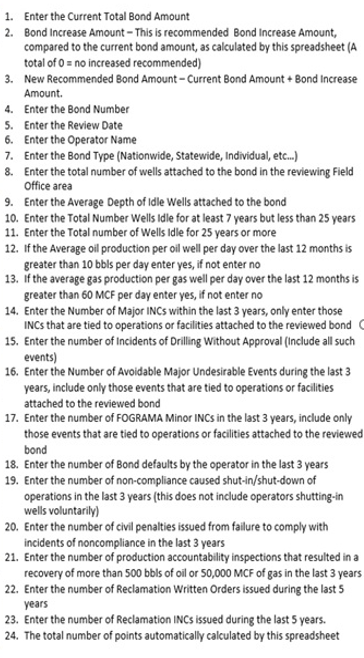 1. Enter the Current Total Bond Amount
2. Bond Increase Amount – This is recommended Bond Increase Amount,
compared to the current bond amount, as calculated by this spreadsheet (A
total of 0 = no increased recommended)
3. New Recommended Bond Amount – Current Bond Amount + Bond Increase
Amount.
4. Enter the Bond Number
5. Enter the Review Date
6. Enter the Operator Name
7. Enter the Bond Type (Nationwide, Statewide, Individual, etc...)
8. Enter the total number of wells attached to the bond in the reviewing Field
Office area
9. Enter the Average Depth of Idle Wells attached to the bond
10. Enter the Total Number Wells Idle for at least 7 years but less than 25 years
11. Enter the Total number of Wells Idle for 25 years or more
12. If the Average oil production per oil well per day over the last 12 months is
greater than 10 bbls per day enter yes, if not enter no
13. If the average gas production per gas well per day over the last 12 months is
greater than 60 MCF per day enter yes, if not enter no
14. Enter the Number of Major INCs within the last 3 years, only enter those
INCs that are tied to operations or facilities attached to the reviewed bond
15. Enter the number of Incidents of Drilling Without Approval (Include all such
events)
16. Enter the Number of Avoidable Major Undesirable Events during the last 3
years, include only those events that are tied to operations or facilities
attached to the reviewed bond
17. Enter the number of FOGRAMA Minor INCs in the last 3 years, include only
those events that are tied to operations or facilities attached to the reviewed
bond
18. Enter the number of Bond defaults by the operator in the last 3 years
19. Enter the number of non-compliance caused shut-in/shut-down of
operations in the last 3 years (this does not include operators shutting-in
wells voluntarily)
20. Enter the number of civil penalties issued from failure to comply with
incidents of noncompliance in the last 3 years
21. Enter the number of production accountability inspections that resulted in a
recovery of more than 500 bbls of oil or 50,000 MCF of gas in the last 3 years
22. Enter the number of Reclamation Written Orders issued during the last 5
years
23. Enter the number of Reclamation INCs issued during the last 5 years.
24. The total number of points automatically calculated by this spreadsheet